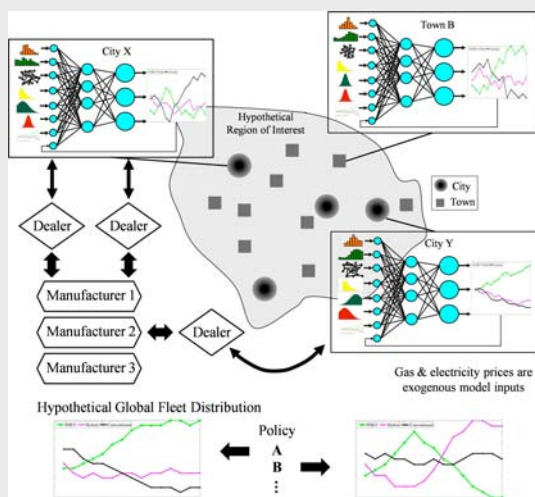 City X
Town B
Hypothetical
Region of Interest
City
Town
Dealer
Dealer
City Y
Manufacturer 1
Manufacturer 2
Manufacturer 3
Dealer
Gas & electricity prices are
exogenous model inputs
Hypothetical Global Fleet Distribution
Policy
A
B
⋮